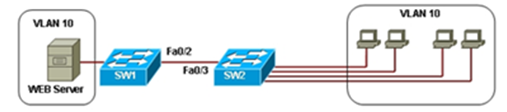 VLAN 10
WEB Server
SW1
Fa0/2
Fa0/3
SW2
VLAN 10